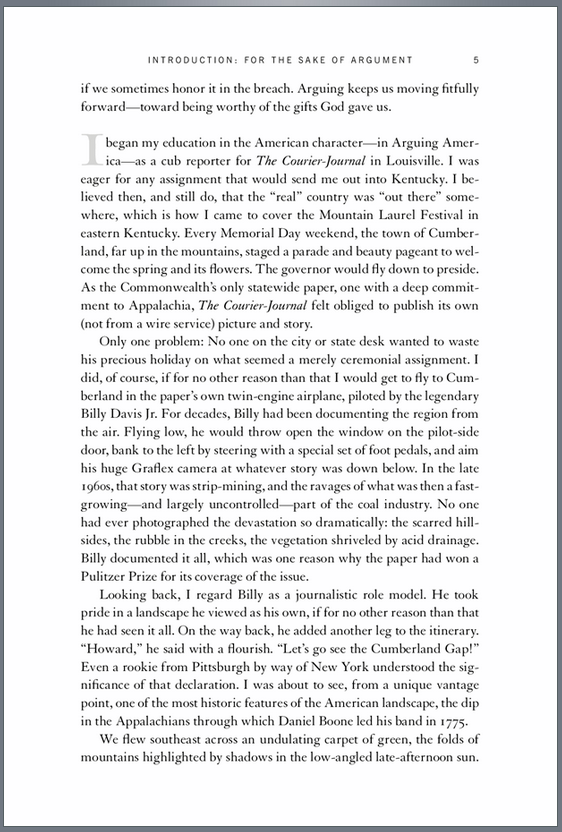 INTRODUCTION: FOR THE SAKE OF ARGUMENT 5
if we sometimes honor it in the breach. Arguing keeps us moving fitfully
forward—toward being worthy of the gifts God gave us.
I began my education in the American character—in Arguing Amer-
ica—as a cub reporter for The Courier-Journal in Louisville. I was
eager for any assignment that would send me out into Kentucky. I be-
lieved then, and still do, that the “real” country was “out there” some-
where, which is how I came to cover the Mountain Laurel Festival in
eastern Kentucky. Every Memorial Day weekend, the town of Cumber-
land, far up in the mountains, staged a parade and beauty pageant to wel-
come the spring and its flowers. The governor would fly down to preside.
As the Commonwealth’s only statewide paper, one with a deep commit-
ment to Appalachia, The Courier-Journal felt obliged to publish its own
(not from a wire service) picture and story.
Only one problem: No one on the city or state desk wanted to waste
his precious holiday on what seemed a merely ceremonial assignment. I
did, of course, if for no other reason than that I would get to fly to Cum-
berland in the paper’s own twin-engine airplane, piloted by the legendary
Billy Davis Jr. For decades, Billy had been documenting the region from
the air. Flying low, he would throw open the window on the pilot-side
door, bank to the left by steering with a special set of foot pedals, and aim
his huge Graflex camera at whatever story was down below. In the late
1960s, that story was strip-mining, and the ravages of what was then a fast-
growing—and largely uncontrolled—part of the coal industry. No one
had ever photographed the devastation so dramatically: the scarred hill-
sides, the rubble in the creeks, the vegetation shriveled by acid drainage.
Billy documented it all, which was one reason why the paper had won a
Pulitzer Prize for its coverage of the issue.
Looking back, I regard Billy as a journalistic role model. He took
pride in a landscape he viewed as his own, if for no other reason than that
he had seen it all. On the way back, he added another leg to the itinerary.
“Howard,” he said with a flourish. “Let’s go see the Cumberland Gap!”
Even a rookie from Pittsburgh by way of New York understood the sig-
nificance of that declaration. I was about to see, from a unique vantage
point, one of the most historic features of the American landscape, the dip
in the Appalachians through which Daniel Boone led his band in 1775.
We flew southeast across an undulating carpet of green, the folds of
mountains highlighted by shadows in the low-angled late-afternoon sun.